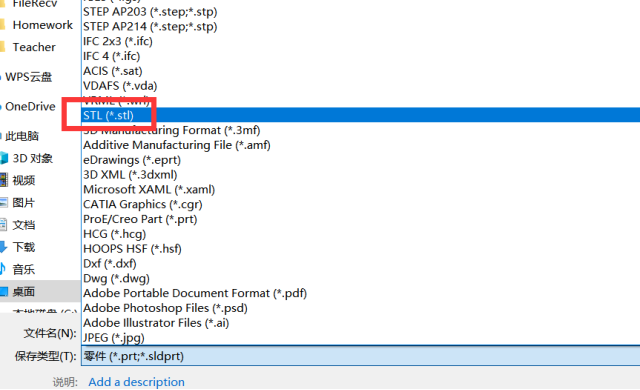 FileRecv
Homework
Teacher
WPS云盘
OneDrive
此电脑
3D 对象
视频
图片
文档
下载
音乐
桌面
STEP AP203 (*.step;*.stp)
STEP AP214 (*.step;*.stp)
IFC 2x3 (*.ifc)
IFC 4 (*.ifc)
ACIS (*.sat)
VDAFS (*.vda)
VRML (*.wrl)
STL (*.stl)
3D Manufacturing Format (*.3mf)
Additive Manufacturing File (*.amf)
eDrawings (*.eprt)
3D XML (*.3dxml)
Microsoft XAML (*.xaml)
CATIA Graphics (*.cgr)
ProE/Creo Part (*.prt)
HCG (*.hcg)
HOOPS HSF (*.hsf)
Dxf (*.dxf)
Dwg (*.dwg)
Adobe Portable Document Format (*.pdf)
Adobe Photoshop Files (*.psd)
Adobe Illustrator Files (*.ai)
JPEG (*.jpg)
文件名(N):
保存类型(T): 零件 (*.prt;*.sldprt)
说明: Add a description